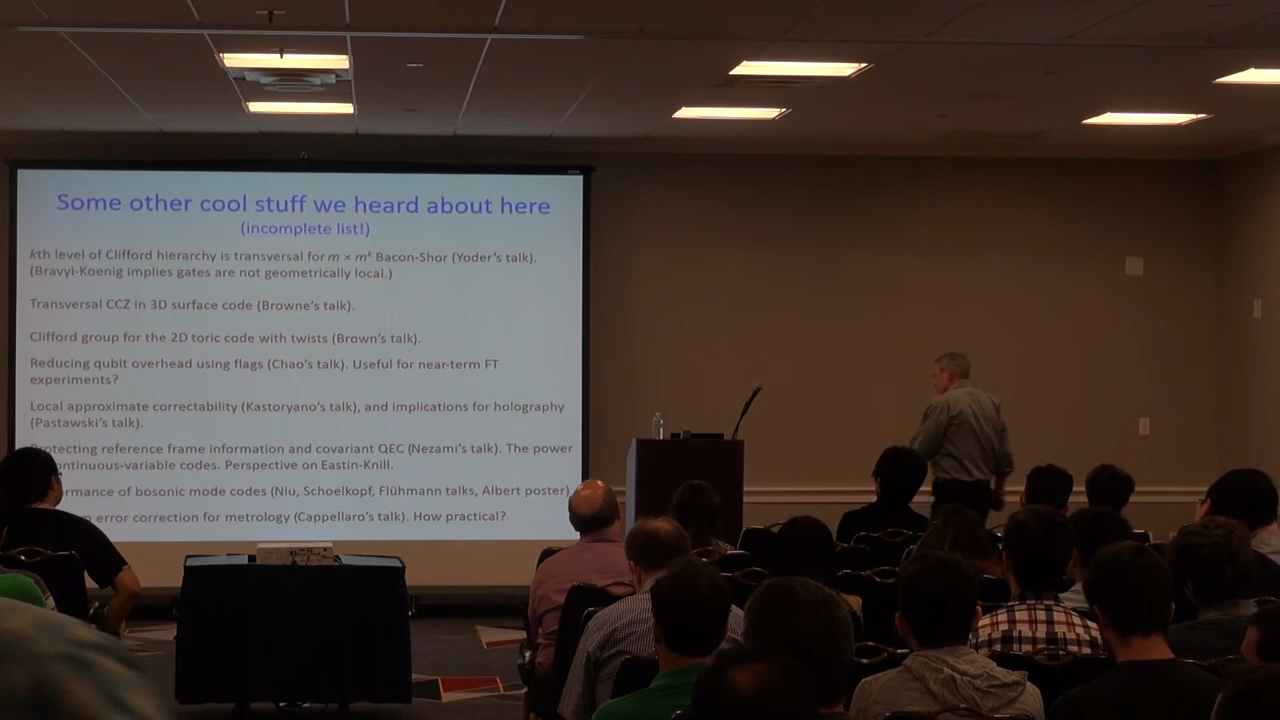 Some other cool stuff we heard about here
(incomplete list!)
kth level of Clifford hierarchy is transversal for m × mᵏ Bacon-Shor (Yoder's talk).
(Bravyi-Koenig implies gates are not geometrically local.)
Transversal CCZ in 3D surface code (Browne's talk).
Clifford group for the 2D toric code with twists (Brown's talk).
Reducing qubit overhead using flags (Chao's talk). Useful for near-term FT
experiments?
Local approximate correctability (Kastoryano's talk), and implications for holography
(Pastawski's talk).
otecting reference frame information and covariant QEC (Nezami's talk). The power
ontinuous-variable codes. Perspective on Eastin-Knill.
rmance of bosonic mode codes (Niu, Schoelkopf, Flühmann talks, Albert poster)
error correction for metrology (Cappellaro's talk). How practical?